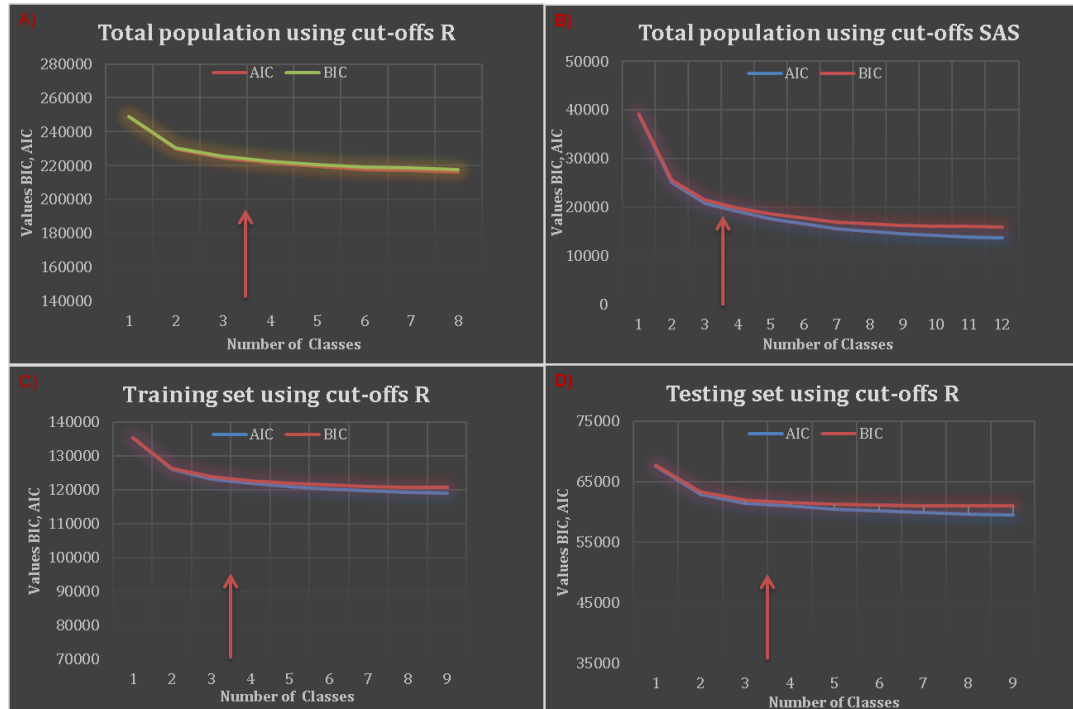 A)
Total population using cut-offs R
AIC BIC
280000
260000
240000
220000
200000
180000
160000
140000
Values BIC, AIC
1 2 3 4 5 6 7 8
Number of Classes
B)
Total population using cut-offs SAS
AIC BIC
50000
40000
30000
20000
10000
0
Values BIC, AIC
1 2 3 4 5 6 7 8 9 10 11 12
Number of Classes
C)
Training set using cut-offs R
AIC BIC
140000
130000
120000
110000
100000
90000
80000
70000
Values BIC, AIC
1 2 3 4 5 6 7 8 9
Number of Classes
D)
Testing set using cut-offs R
AIC BIC
75000
65000
55000
45000
35000
Values BIC, AIC
1 2 3 4 5 6 7 8 9
Number of Classes